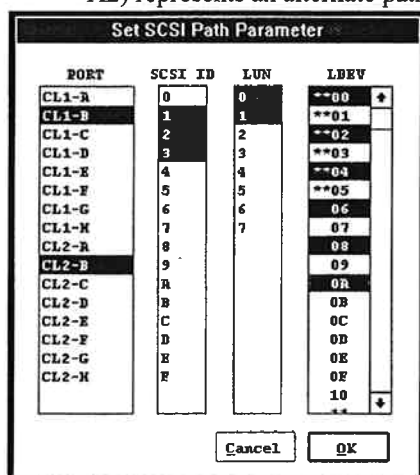 represents an alternate
Set SCSI Path Parameter
PORT SCSI ID LUN LDEV
CL1-A 0 0 **00
CL1-B 1 1 **01
CL1-C 2 2 **02
CL1-D 3 3 **03
CL1-E 4 4 **04
CL1-F 5 5 **05
CL1-G 6 6 06
CL1-H 7 7 07
CL2-A 8 08
CL2-B 9 09
CL2-C A 0A
CL2-D B 0B
CL2-E C 0C
CL2-F D 0D
CL2-G E 0E
CL2-H F 0F
10
Cancel OK